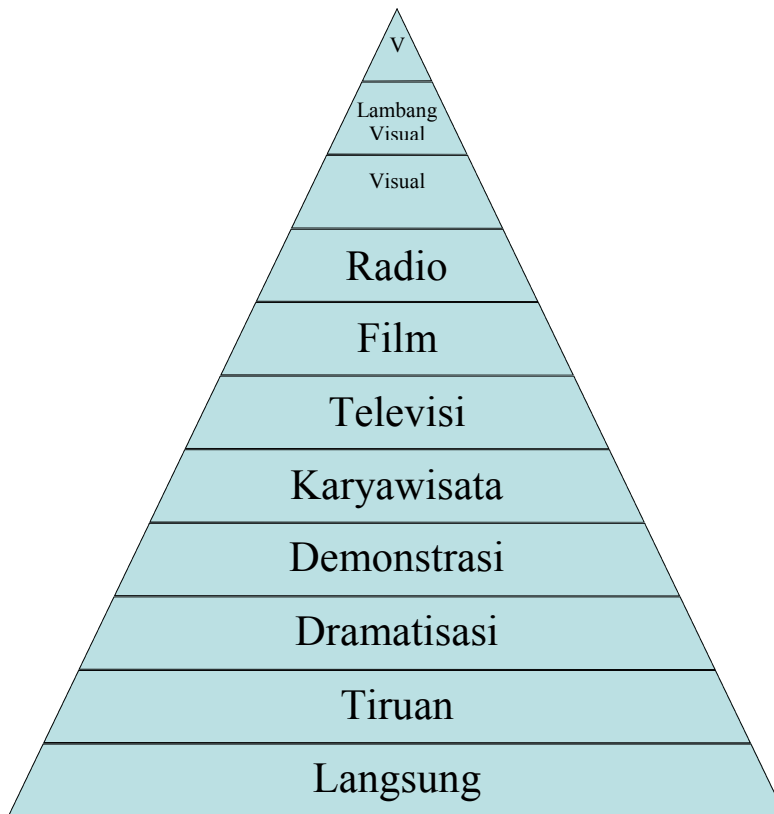 V
Lambang
Visual
Visual
Radio
Film
Televisi
Karyawisata
Demonstrasi
Dramatisasi
Tiruan
Langsung